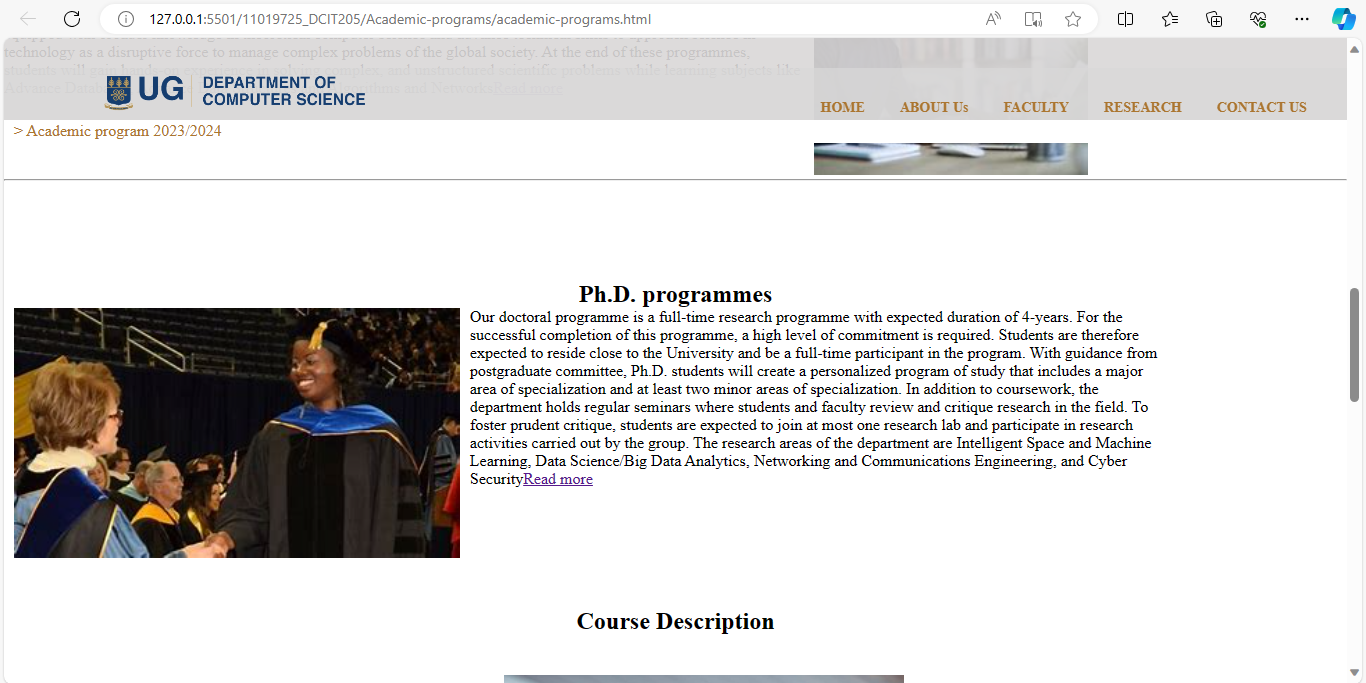 127.0.0.1:5501/11019725_DCIT205/Academic-programs/academic-programs.html
technology as a disruptive force to manage complex problems of the global society. At the end of these programmes,
UG DEPARTMENT OF
COMPUTER SCIENCE
HOME ABOUT Us FACULTY RESEARCH CONTACT US
> Academic program 2023/2024
Ph.D. programmes
Our doctoral programme is a full-time research programme with expected duration of 4-years. For the
successful completion of this programme, a high level of commitment is required. Students are therefore
expected to reside close to the University and be a full-time participant in the program. With guidance from
postgraduate committee, Ph.D. students will create a personalized program of study that includes a major
area of specialization and at least two minor areas of specialization. In addition to coursework, the
department holds regular seminars where students and faculty review and critique research in the field. To
foster prudent critique, students are expected to join at most one research lab and participate in research
activities carried out by the group. The research areas of the department are Intelligent Space and Machine
Learning, Data Science/Big Data Analytics, Networking and Communications Engineering, and Cyber
SecurityRead more
Course Description